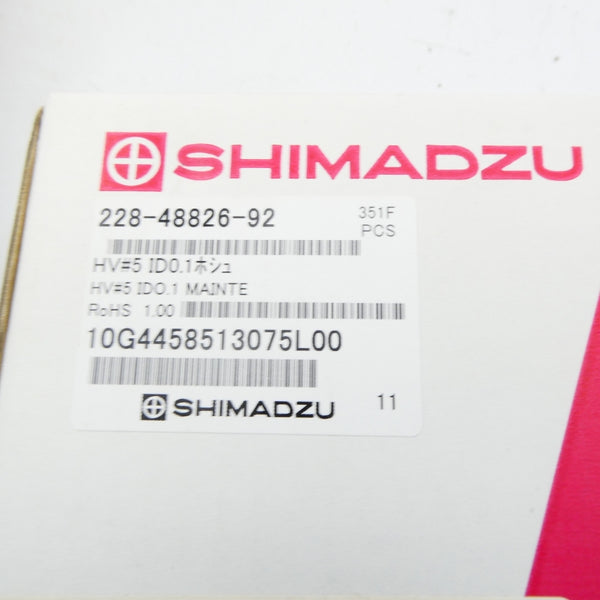 SHIMADZU
228-48826-92
351F
PCS
HV#5 ID0.1ホシュ
HV#5 ID0.1 MAINTE
RoHS 1.00
10G4458513075L00
SHIMADZU
11